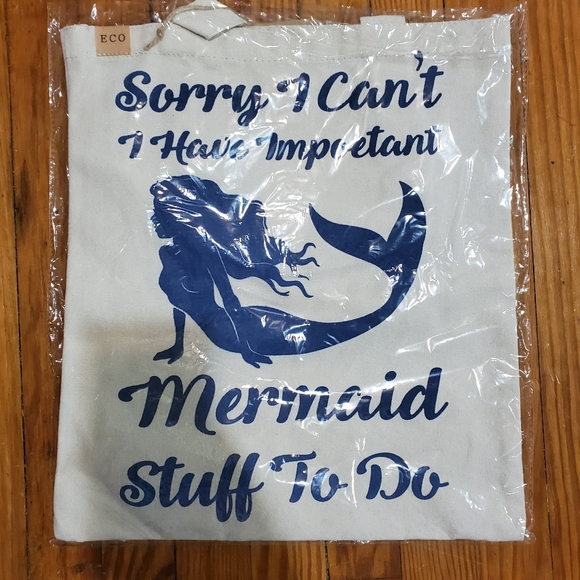 ECO
Sorry I Can't
I Have Important
Mermaid
Stuff To Do